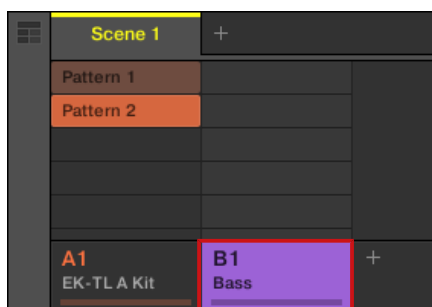 Scene 1 +
Pattern 1
Pattern 2
A1 B1 +
EK-TL A Kit Bass